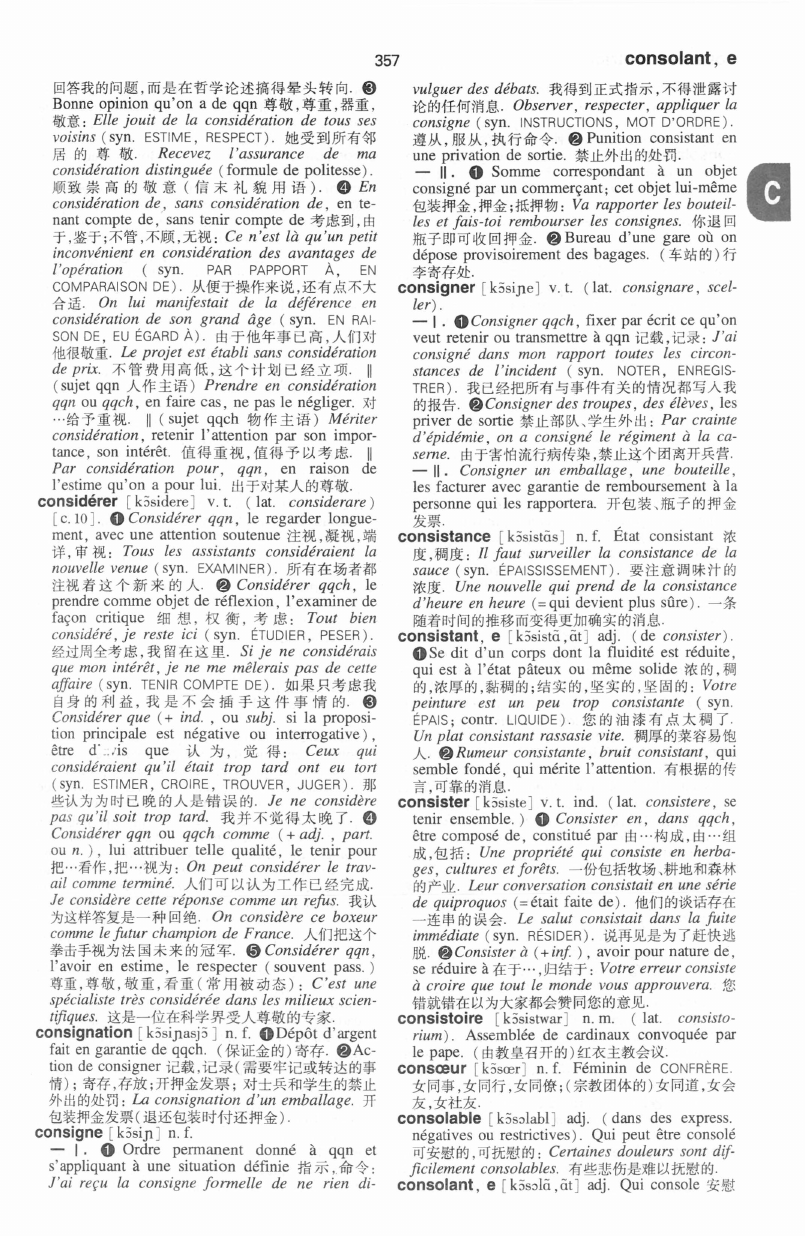 357
consolant, e
回答我的问题,而是在哲学论述搞得晕头转向. ❸
Bonne opinion qu'on a de qqn 尊敬,尊重,器重,
敬意: Elle jouit de la considération de tous ses
voisins (syn. ESTIME, RESPECT). 她受到所有邻
居的尊敬. Recevez l'assurance de ma
considération distinguée (formule de politesse).
顺致崇高的敬意(信末礼貌用语). ❹ En
considération de, sans considération de, en te-
nant compte de, sans tenir compte de 考虑到,由
于,鉴于;不管,不顾,无视: Ce n'est là qu'un petit
inconvénient en considération des avantages de
l'opération ( syn. PAR PAPPORT À, EN
COMPARAISON DE). 从便于操作来说,还有点不大
合适. On lui manifestait de la déférence en
considération de son grand âge (syn. EN RAI-
SON DE, EU ÉGARD À). 由于他年事已高,人们对
他很敬重. Le projet est établi sans considération
de prix. 不管费用高低,这个计划已经立项. ‖
(sujet qqn 人作主语) Prendre en considération
qqn ou qqch, en faire cas, ne pas le négliger. 对
…给予重视. ‖ (sujet qqch 物作主语) Mériter
considération, retenir l'attention par son impor-
tance, son intérêt. 值得重视,值得予以考虑. ‖
Par considération pour, qqn, en raison de
l'estime qu'on a pour lui. 出于对某人的尊敬.
considérer [kɔ̃sidere] v. t. ( lat. considerare)
[c. 10]. ❶ Considérer qqn, le regarder longue-
ment, avec une attention soutenue 注视,凝视,端
详,审视: Tous les assistants considéraient la
nouvelle venue (syn. EXAMINER). 所有在场者都
注视着这个新来的人. ❷ Considérer qqch, le
prendre comme objet de réflexion, l'examiner de
façon critique 细想,权衡,考虑: Tout bien
considéré, je reste ici (syn. ÉTUDIER, PESER).
经过周全考虑,我留在这里. Si je ne considérais
que mon intérêt, je ne me mêlerais pas de cette
affaire (syn. TENIR COMPTE DE). 如果只考虑我
自身的利益,我是不会插手这件事情的. ❸
Considérer que (+ ind., ou subj. si la proposi-
tion principale est négative ou interrogative),
être que 认为,觉得: Ceux qui
considéraient qu'il était trop tard ont eu tort
(syn. ESTIMER, CROIRE, TROUVER, JUGER). 那
些认为为时已晚的人是错误的. Je ne considère
pas qu'il soit trop tard. 我并不觉得太晚了. ❹
Considérer qqn ou qqch comme (+ adj., part.
ou n.), lui attribuer telle qualité, le tenir pour
把…看作,把…视为: On peut considérer le trav-
ail comme terminé. 人们可以认为工作已经完成.
Je considère cette réponse comme un refus. 我认
为这样答复是一种回绝. On considère ce boxeur
comme le futur champion de France. 人们把这个
拳击手视为法国未来的冠军. ❺ Considérer qqn,
l'avoir en estime, le respecter (souvent pass.)
尊重,尊敬,敬重,看重(常用被动态): C'est une
spécialiste très considérée dans les milieux scien-
tifiques. 这是一位在科学界受人尊敬的专家.
consignation [kɔ̃siɲasjɔ̃] n. f. ❶Dépôt d'argent
fait en garantie de qqch. (保证金的)寄存. ❷Ac-
tion de consigner 记载,记录(需要牢记或转达的事
情);寄存,存放;开押金发票;对士兵和学生的禁止
外出的处罚: La consignation d'un emballage. 开
包装押金发票(退还包装时付还押金).
consigne [kɔ̃siɲ] n. f.
— Ⅰ. ❶ Ordre permanent donné à qqn et
s'appliquant à une situation définie 指示,命令:
J'ai reçu la consigne formelle de ne rien di-
vulguer des débats. 我得到正式指示,不得泄露讨
论的任何消息. Observer, respecter, appliquer la
consigne (syn. INSTRUCTIONS, MOT D'ORDRE).
遵从,服从,执行命令. ❷ Punition consistant en
une privation de sortie. 禁止外出的处罚.
— Ⅱ. ❶ Somme correspondant à un objet
consigné par un commerçant; cet objet lui-même
包装押金,押金;抵押物: Va rapporter les bouteil-
les et fais-toi rembourser les consignes. 你退回
瓶子即可收回押金. ❷ Bureau d'une gare où on
dépose provisoirement des bagages. (车站的)行
李寄存处.
C
consigner [kɔ̃siɲe] v. t. (lat. consignare, scel-
ler).
— Ⅰ. ❶Consigner qqch, fixer par écrit ce qu'on
veut retenir ou transmettre à qqn 记载,记录: J'ai
consigné dans mon rapport toutes les circon-
stances de l'incident ( syn. NOTER, ENREGIS-
TRER). 我已经把所有与事件有关的情况都写入我
的报告. ❷Consigner des troupes, des élèves, les
priver de sortie 禁止部队、学生外出: Par crainte
d'épidémie, on a consigné le régiment à la ca-
serne. 由于害怕流行病传染,禁止这个团离开兵营.
— Ⅱ. Consigner un emballage, une bouteille,
les facturer avec garantie de remboursement à la
personne qui les rapportera. 开包装、瓶子的押金
发票.
consistance [kɔ̃sistɑ̃s] n. f. État consistant 浓
度,稠度: Il faut surveiller la consistance de la
sauce (syn. ÉPAISSISSEMENT). 要注意调味汁的
浓度. Une nouvelle qui prend de la consistance
d'heure en heure (= qui devient plus sûre). 一条
随着时间的推移而变得更加确实的消息.
consistant, e [kɔ̃sistɑ̃,ɑ̃t] adj. (de consister).
❶Se dit d'un corps dont la fluidité est réduite,
qui est à l'état pâteux ou même solide 浓的,稠
的,浓厚的,黏稠的;结实的,坚实的,坚固的: Votre
peinture est un peu trop consistante ( syn.
ÉPAIS; contr. LIQUIDE). 您的油漆有点太稠了.
Un plat consistant rassasie vite. 稠厚的菜容易饱
人. ❷Rumeur consistante, bruit consistant, qui
semble fondé, qui mérite l'attention. 有根据的传
言,可靠的消息.
consister [kɔ̃siste] v. t. ind. (lat. consistere, se
tenir ensemble.) ❶ Consister en, dans qqch,
être composé de, constitué par 由…构成,由…组
成,包括: Une propriété qui consiste en herba-
ges, cultures et forêts. 一份包括牧场、耕地和森林
的产业. Leur conversation consistait en une série
de quiproquos (= était faite de). 他们的谈话存在
一连串的误会. Le salut consistait dans la fuite
immédiate (syn. RÉSIDER). 说再见是为了赶快逃
脱. ❷Consister à (+ inf.), avoir pour nature de,
se réduire à 在于…,归结于: Votre erreur consiste
à croire que tout le monde vous approuvera. 您
错就错在以为大家都会赞同您的意见.
consistoire [kɔ̃sistwar] n. m. ( lat. consisto-
rium). Assemblée de cardinaux convoquée par
le pape. (由教皇召开的)红衣主教会议.
consœur [kɔ̃sœr] n. f. Féminin de CONFRÈRE.
女同事,女同行,女同僚;(宗教团体的)女同道,女会
友,女社友.
consolable [kɔ̃sɔlabl] adj. (dans des express.
négatives ou restrictives). Qui peut être consolé
可安慰的,可抚慰的: Certaines douleurs sont dif-
ficilement consolables. 有些悲伤是难以抚慰的.
consolant, e [kɔ̃sɔlɑ̃,ɑ̃t] adj. Qui console 安慰